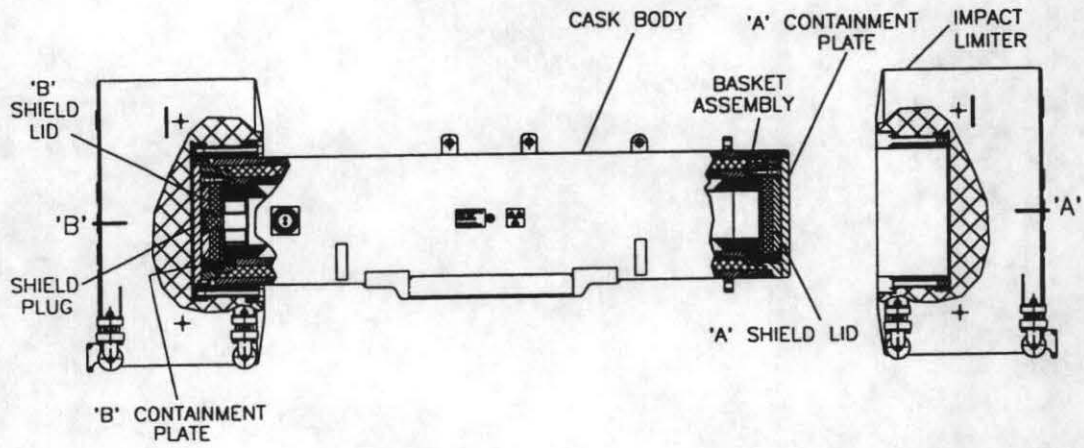 CASK BODY
'A' CONTAINMENT
PLATE
IMPACT
LIMITER
'B'
SHIELD
LID
BASKET
ASSEMBLY
'B'
'A'
SHIELD
PLUG
'A' SHIELD LID
'B' CONTAINMENT
PLATE